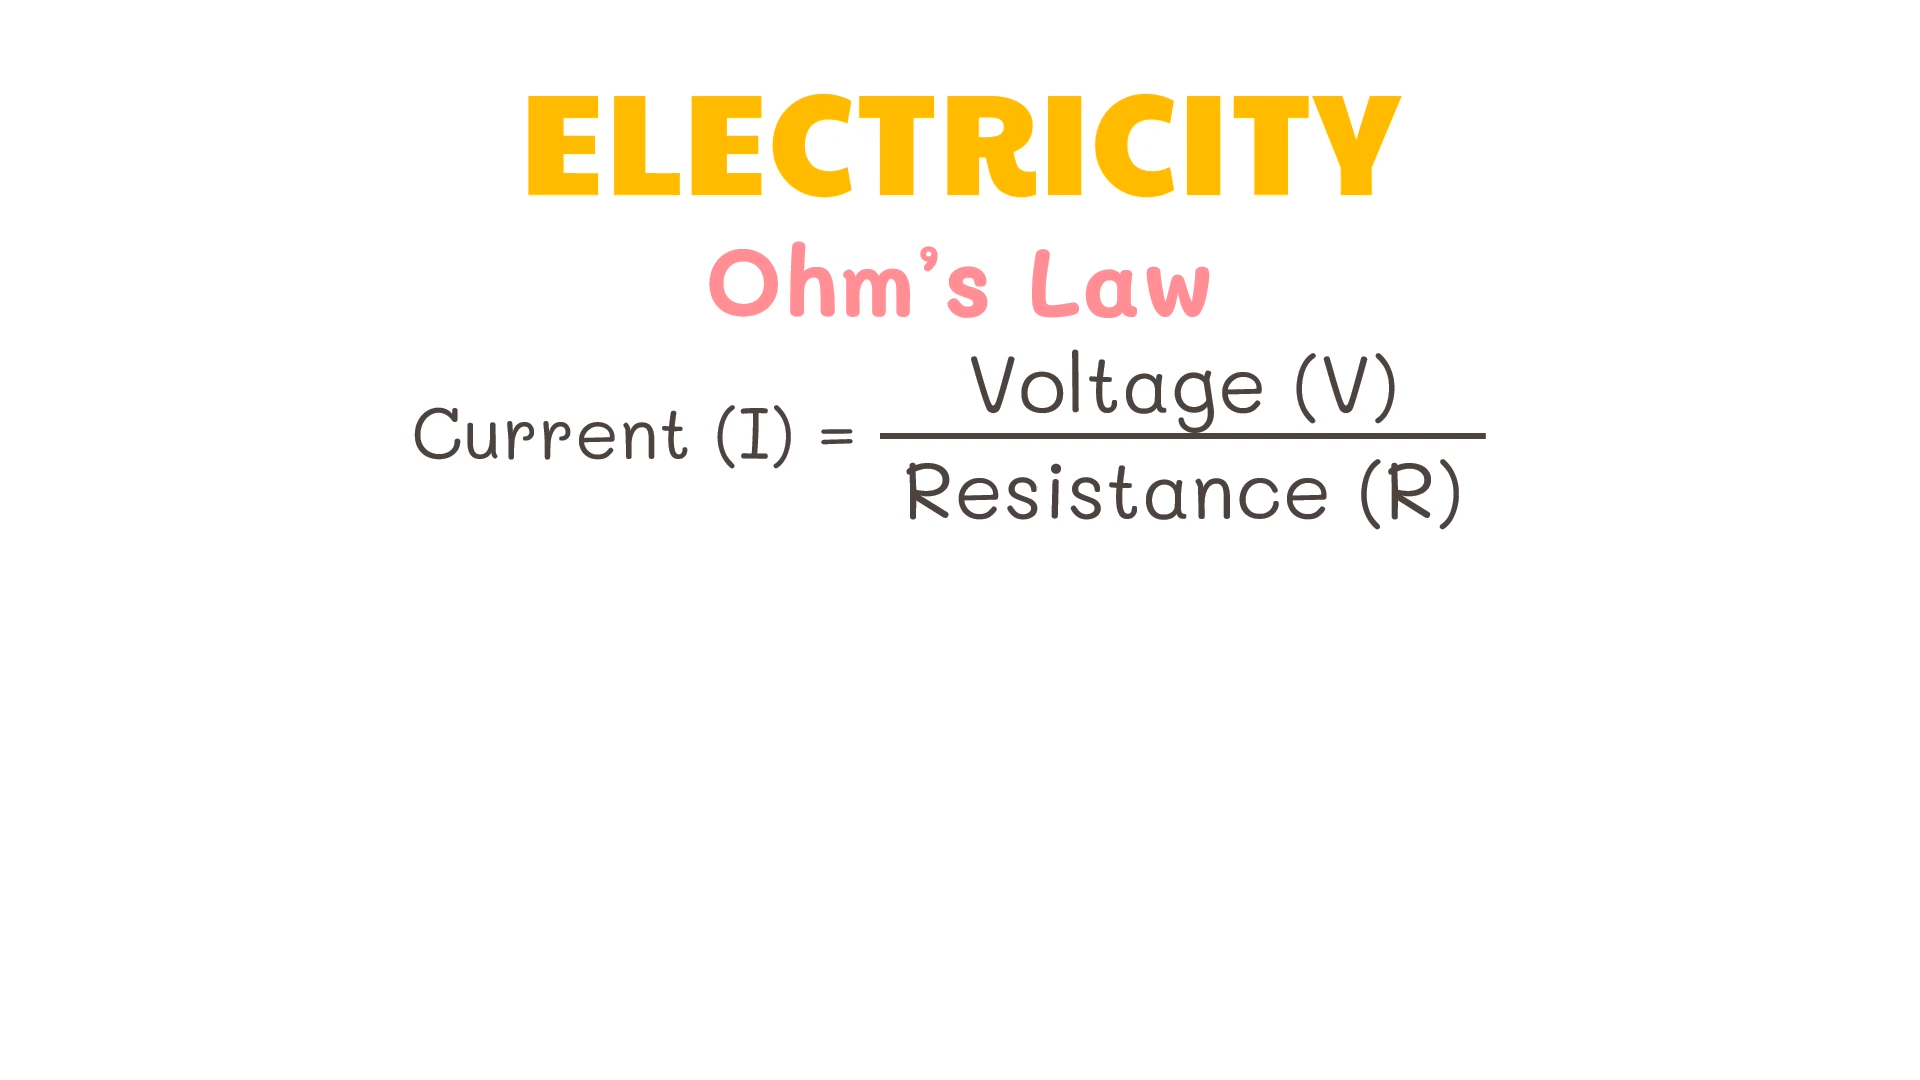 ELECTRICITY
Ohm's Law
Current (I) = Voltage (V)
Resistance (R)